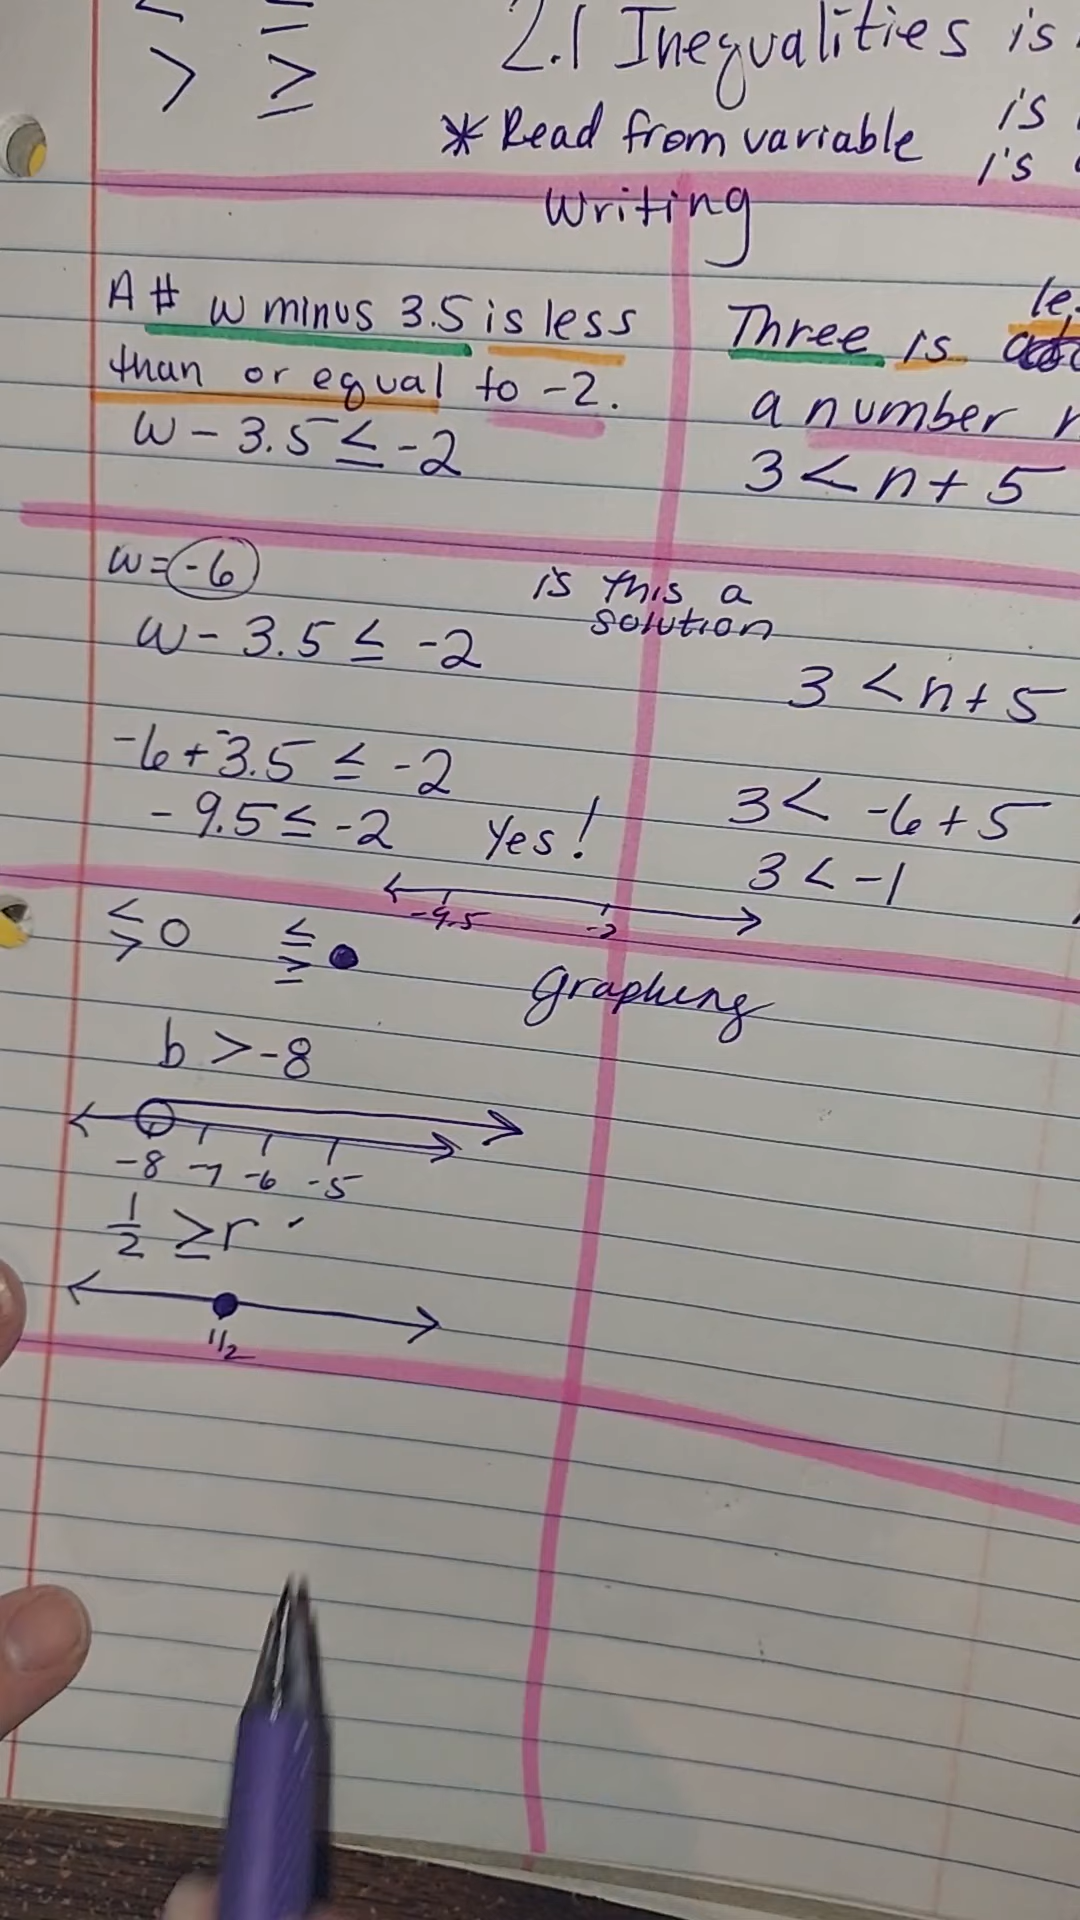 < =
> ≥
2.1 Inequalities is
* Read from variable is
is
Writing
A # w minus 3.5 is less
than or equal to -2.
w - 3.5 ≤ -2
Three is
a number
3 < n + 5
w = -6
is this a
solution
w - 3.5 ≤ -2
3 < n + 5
-6 + -3.5 ≤ -2
3 < -6 + 5
-9.5 ≤ -2 Yes!
3 < -1
-9.5 -2
< ≤
> ≥
Graphing
b > -8
-8 -7 -6 -5
1/2 ≥ r
1/2